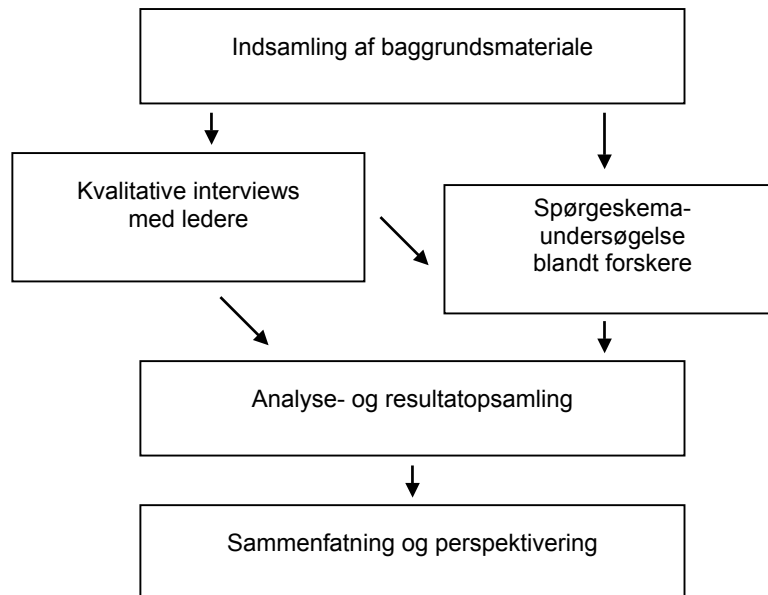 Indsamling af baggrundsmateriale
Kvalitative interviews
med ledere
Spørgeskema-
undersøgelse
blandt forskere
Analyse- og resultatopsamling
Sammenfatning og perspektivering